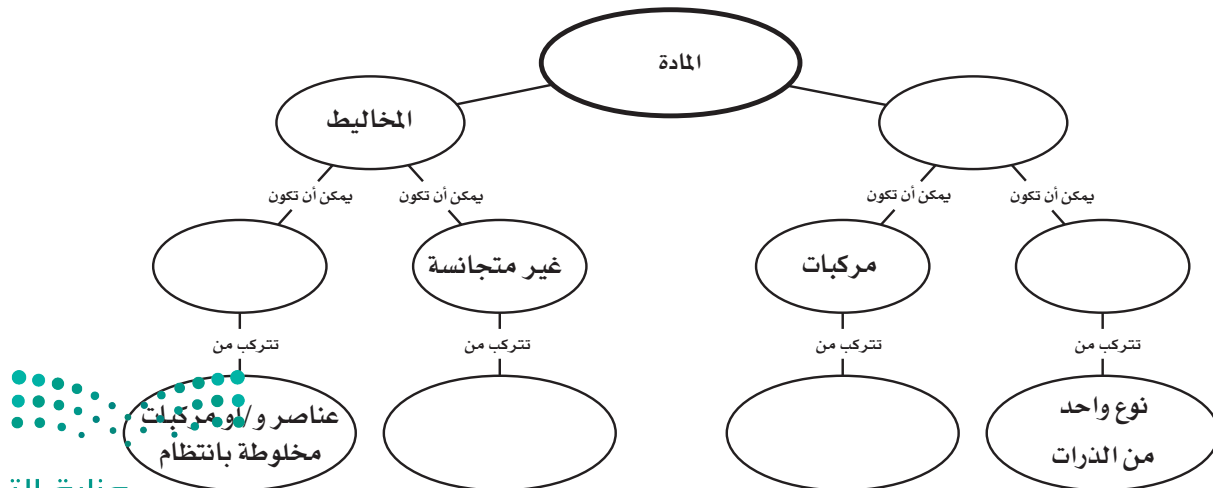 المادة
المخاليط
يمكن أن تكون
يمكن أن تكون
يمكن أن تكون
يمكن أن تكون
مركبات
غير متجانسة
تتركب من
تتركب من
تتركب من
تتركب من
نوع واحد
من الذرات
عناصر و/أو مركبات
مخلوطة بانتظام